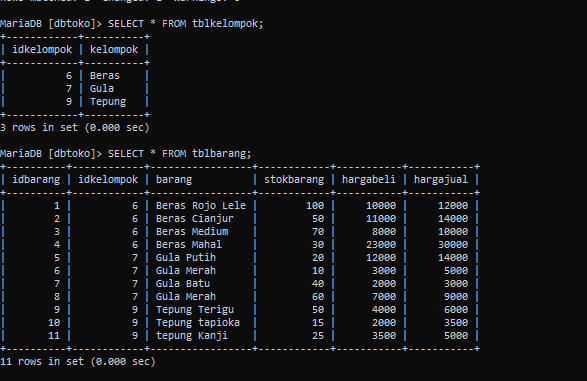 MariaDB [dbtoko]> SELECT * FROM tblkelompok;
+------------+----------+
| idkelompok | kelompok |
+------------+----------+
|          6 | Beras    |
|          7 | Gula     |
|          9 | Tepung   |
+------------+----------+
3 rows in set (0.000 sec)
MariaDB [dbtoko]> SELECT * FROM tblbarang;
+----------+------------+-----------------+------------+-----------+-----------+
| idbarang | idkelompok | barang          | stokbarang | hargabeli | hargajual |
+----------+------------+-----------------+------------+-----------+-----------+
|        1 |          6 | Beras Rojo Lele |        100 |     10000 |     12000 |
|        2 |          6 | Beras Cianjur   |         50 |     11000 |     14000 |
|        3 |          6 | Beras Medium    |         70 |      8000 |     10000 |
|        4 |          6 | Beras Mahal     |         30 |     23000 |     30000 |
|        5 |          7 | Gula Putih      |         20 |     12000 |     14000 |
|        6 |          7 | Gula Merah      |         10 |      3000 |      5000 |
|        7 |          7 | Gula Batu       |         40 |      2000 |      3000 |
|        8 |          7 | Gula Merah      |         60 |      7000 |      9000 |
|        9 |          9 | Tepung Terigu   |         50 |      4000 |      6000 |
|       10 |          9 | Tepung tapioka  |         15 |      2000 |      3500 |
|       11 |          9 | tepung Kanji    |         25 |      3500 |      5000 |
+----------+------------+-----------------+------------+-----------+-----------+
11 rows in set (0.000 sec)